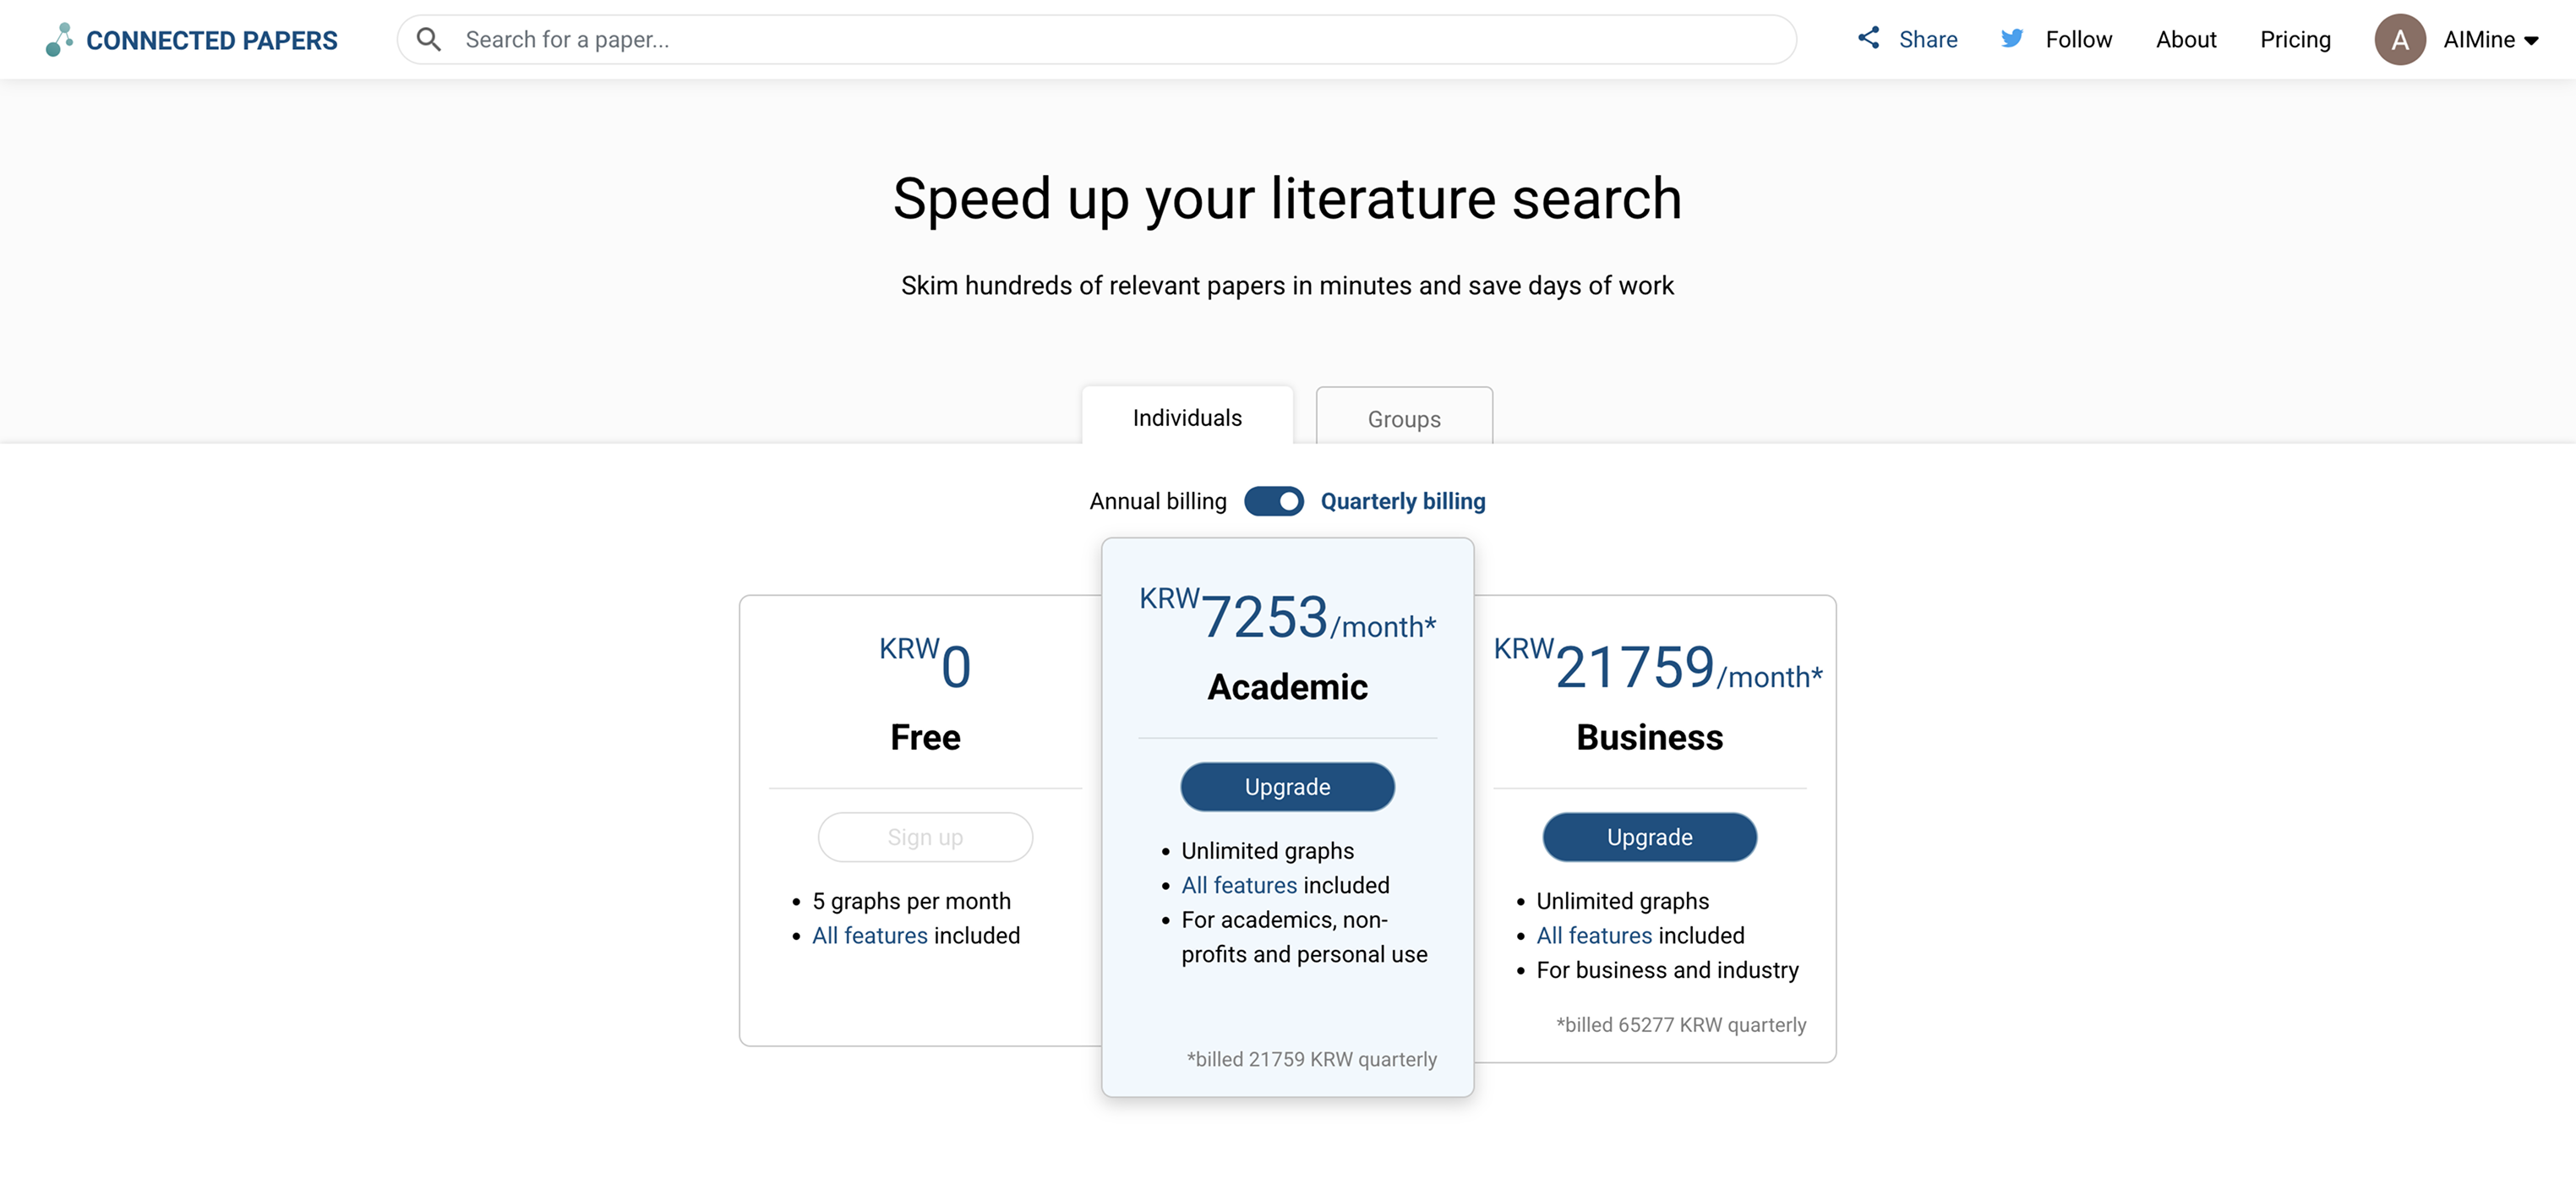 CONNECTED PAPERS
Search for a paper...
Share
Follow
About
Pricing
A
AIMine
Speed up your literature search
Skim hundreds of relevant papers in minutes and save days of work
Individuals
Groups
Annual billing
Quarterly billing
KRW0
Free
Sign up
• 5 graphs per month
• All features included
KRW7253/month*
Academic
Upgrade
• Unlimited graphs
• All features included
• For academics, non-
profits and personal use
*billed 21759 KRW quarterly
KRW21759/month*
Business
Upgrade
• Unlimited graphs
• All features included
• For business and industry
*billed 65277 KRW quarterly